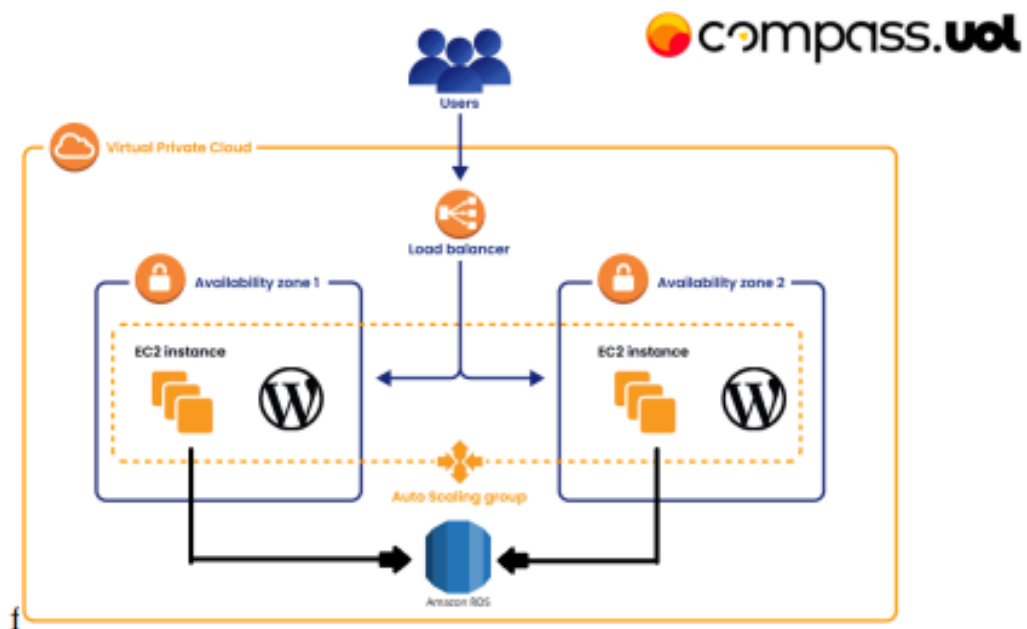 compass.uol
Users
Virtual Private Cloud
Load balancer
Availability zone 1
Availability zone 2
EC2 instance
EC2 instance
Auto Scaling group
Amazon RDS
f